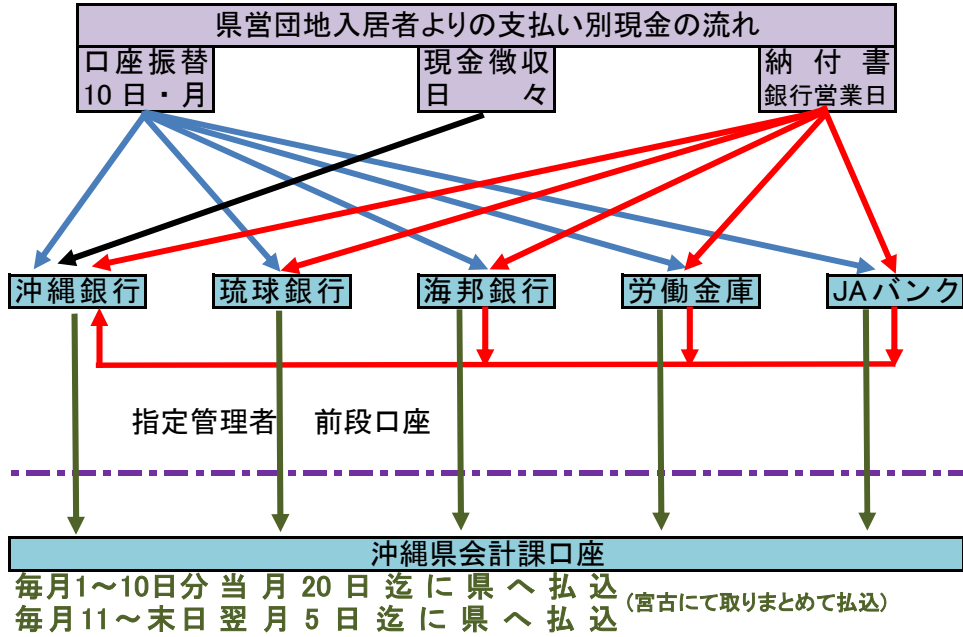 県営団地入居者よりの支払い別現金の流れ
口座振替 現金徴収 納付書
10日・月 日々 銀行営業日
沖縄銀行 琉球銀行 海邦銀行 労働金庫 JAバンク
指定管理者 前段口座
沖縄県会計課口座
毎月1～10日分 当月20日迄に県へ払込
(宮古にて取りまとめて払込)
毎月11～末日 翌月5日迄に県へ払込